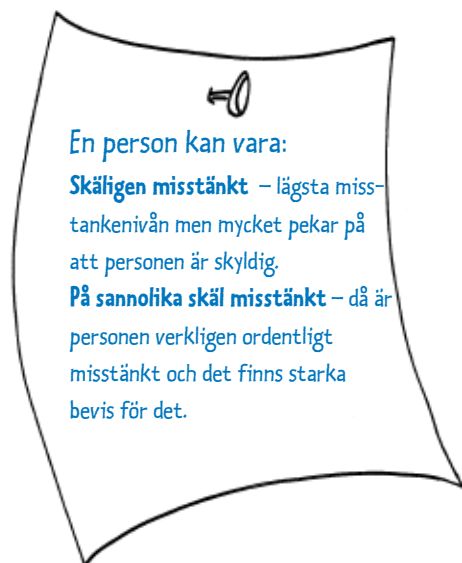 En person kan vara:
Skäligen misstänkt – lägsta miss-
tankenivån men mycket pekar på
att personen är skyldig.
På sannolika skäl misstänkt – då är
personen verkligen ordentligt
misstänkt och det finns starka
bevis för det.